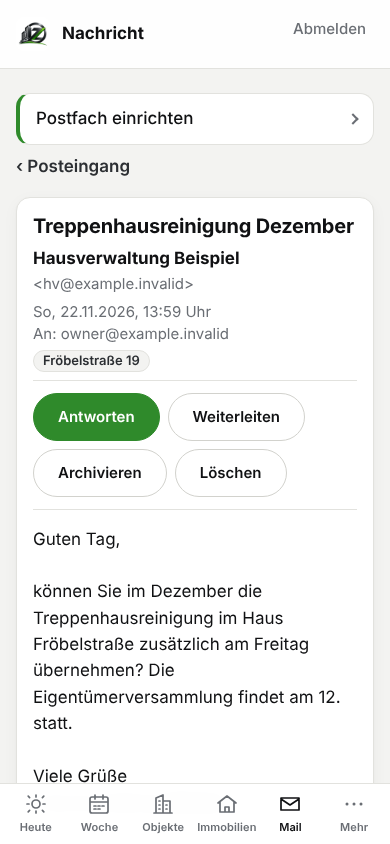 Nachricht
Abmelden
Postfach einrichten
‹ Posteingang
Treppenhausreinigung Dezember
Hausverwaltung Beispiel
<hv@example.invalid>
So, 22.11.2026, 13:59 Uhr
An: owner@example.invalid
Fröbelstraße 19
Antworten
Weiterleiten
Archivieren
Löschen
Guten Tag,
können Sie im Dezember die
Treppenhausreinigung im Haus
Fröbelstraße zusätzlich am Freitag
übernehmen? Die
Eigentümerversammlung findet am 12.
statt.
Viele Grüße
Heute
Woche
Objekte
Immobilien
Mail
Mehr